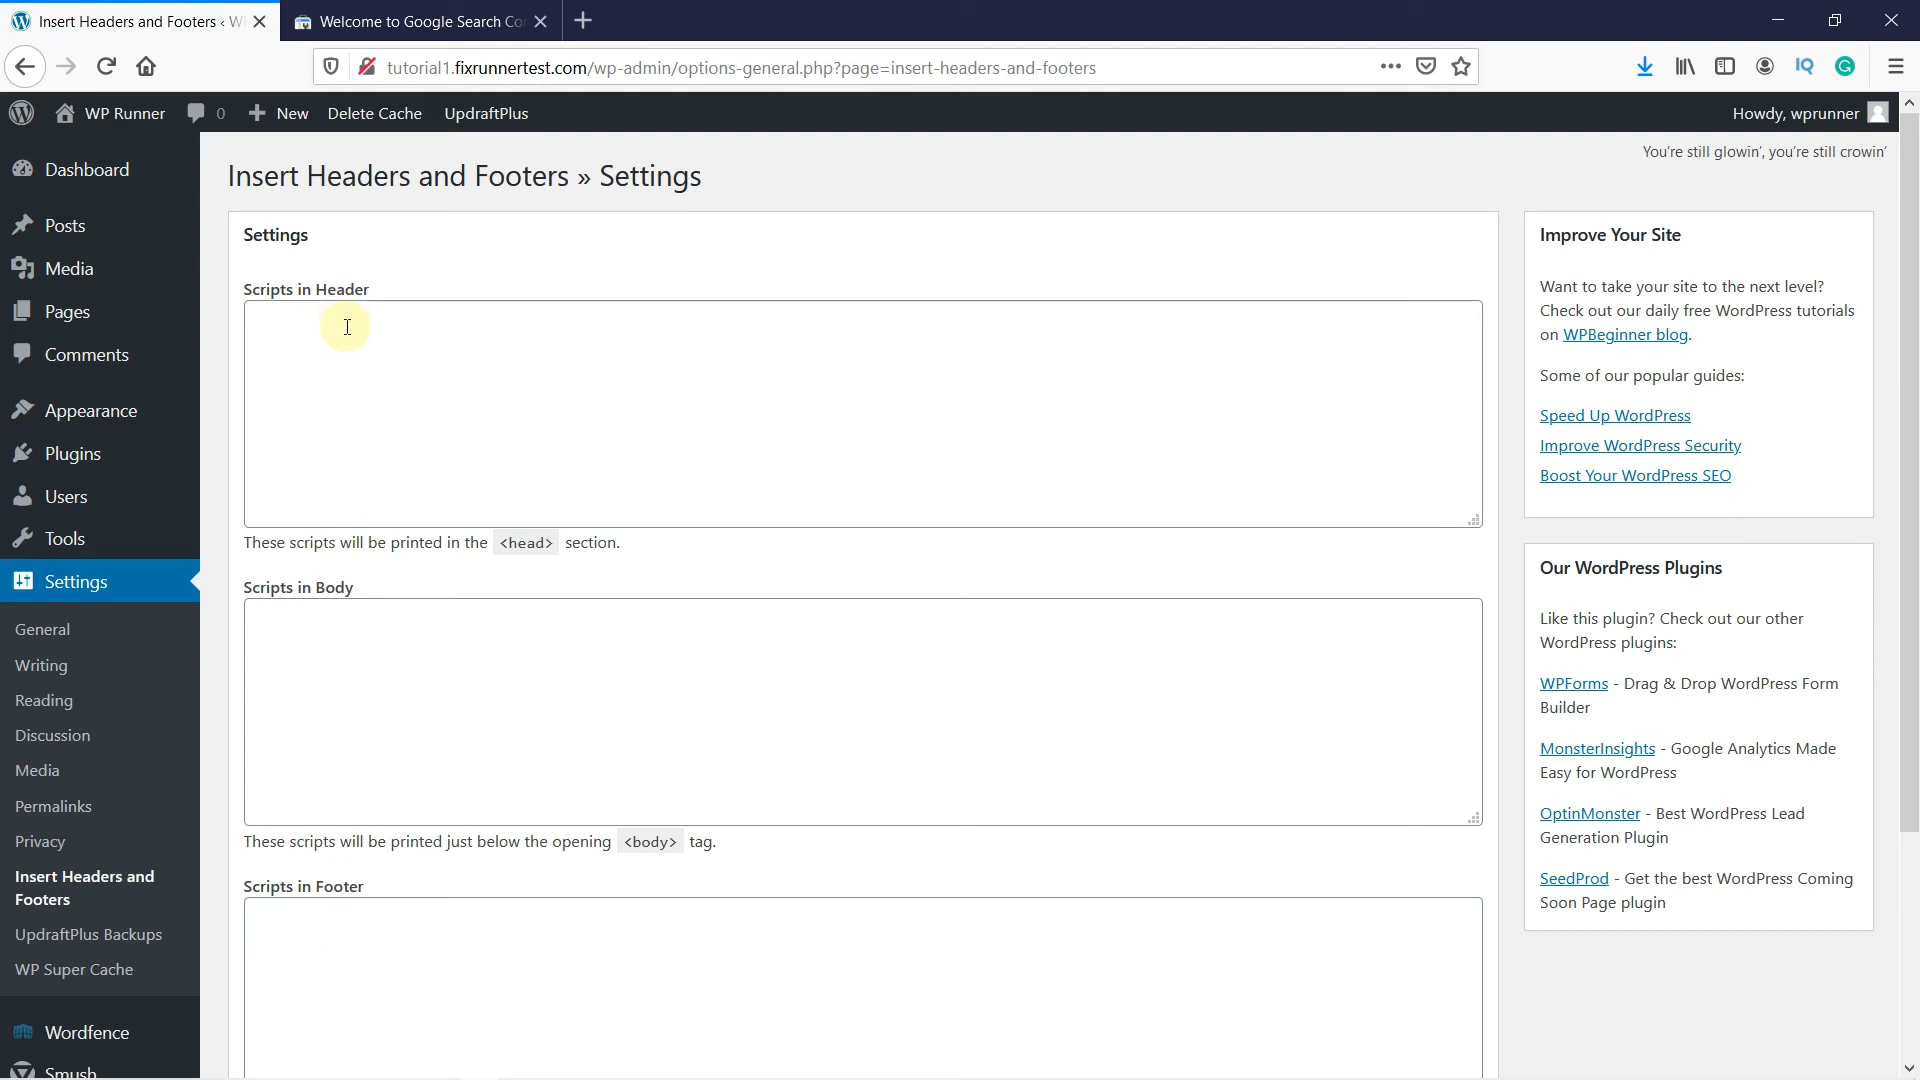 Insert Headers and Footers ‹ W
Welcome to Google Search Co
tutorial1.fixrunnertest.com/wp-admin/options-general.php?page=insert-headers-and-footers
WP Runner
0
New
Delete Cache
UpdraftPlus
Howdy, wprunner
You're still glowin', you're still crowin'
Dashboard
Posts
Media
Pages
Comments
Appearance
Plugins
Users
Tools
Settings
General
Writing
Reading
Discussion
Media
Permalinks
Privacy
Insert Headers and
Footers
UpdraftPlus Backups
WP Super Cache
Wordfence
Smush
Insert Headers and Footers » Settings
Settings
Scripts in Header
These scripts will be printed in the <head> section.
Scripts in Body
These scripts will be printed just below the opening <body> tag.
Scripts in Footer
Improve Your Site
Want to take your site to the next level?
Check out our daily free WordPress tutorials
on WPBeginner blog.
Some of our popular guides:
Speed Up WordPress
Improve WordPress Security
Boost Your WordPress SEO
Our WordPress Plugins
Like this plugin? Check out our other
WordPress plugins:
WPForms - Drag & Drop WordPress Form
Builder
MonsterInsights - Google Analytics Made
Easy for WordPress
OptinMonster - Best WordPress Lead
Generation Plugin
SeedProd - Get the best WordPress Coming
Soon Page plugin